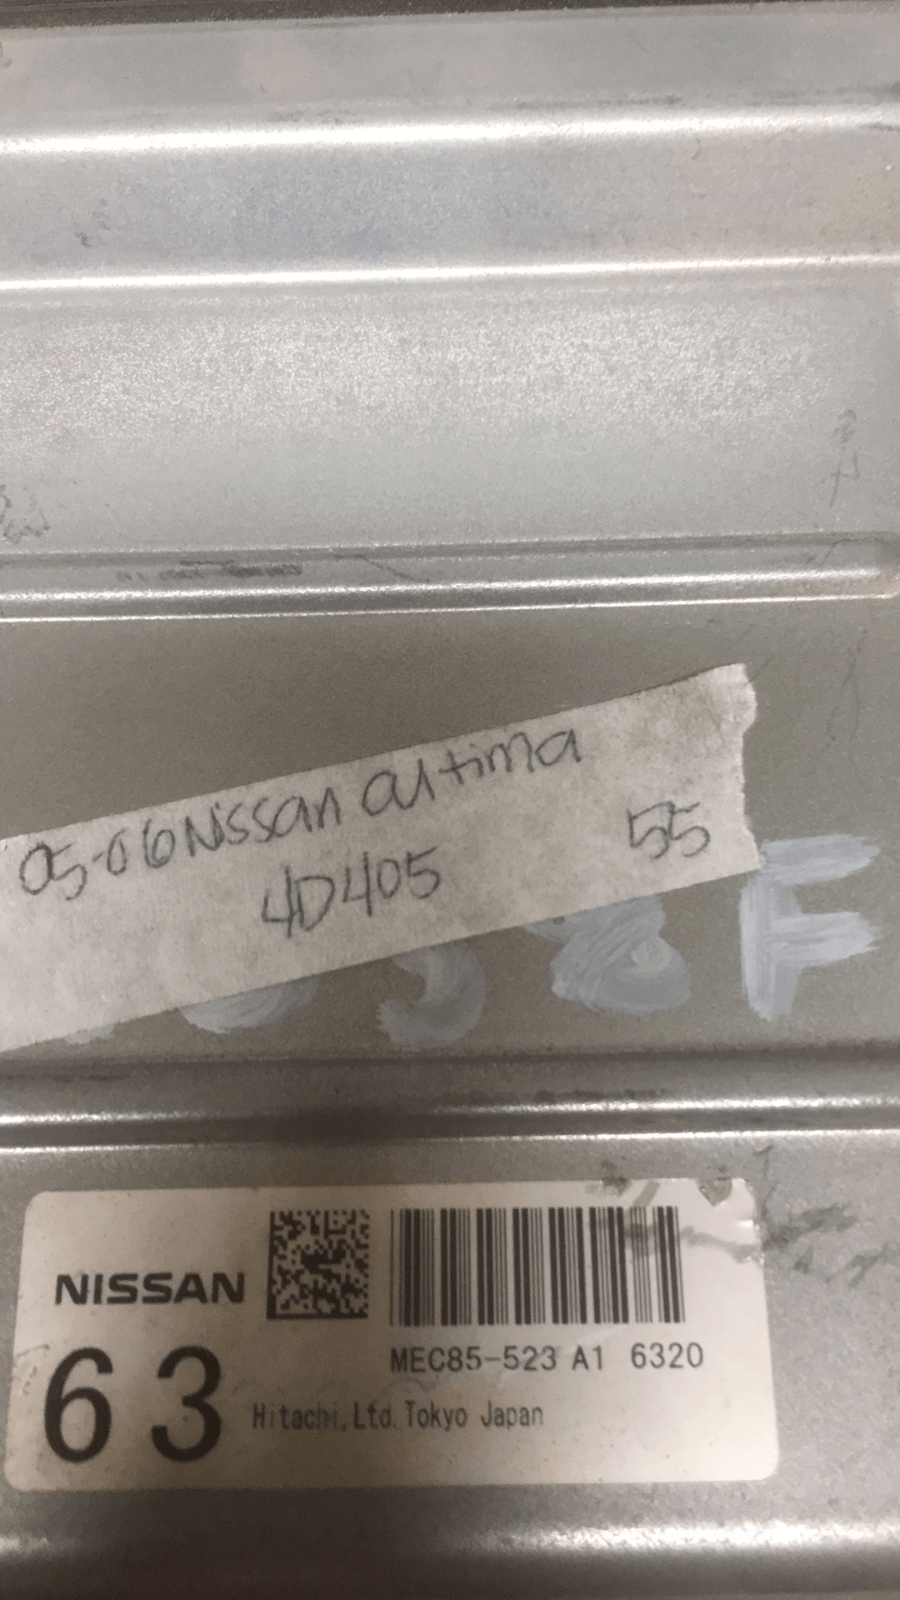 05-06 Nissan altima
4D405 55
F
NISSAN
63
MEC85-523 A1 6320
Hitachi,Ltd.Tokyo Japan